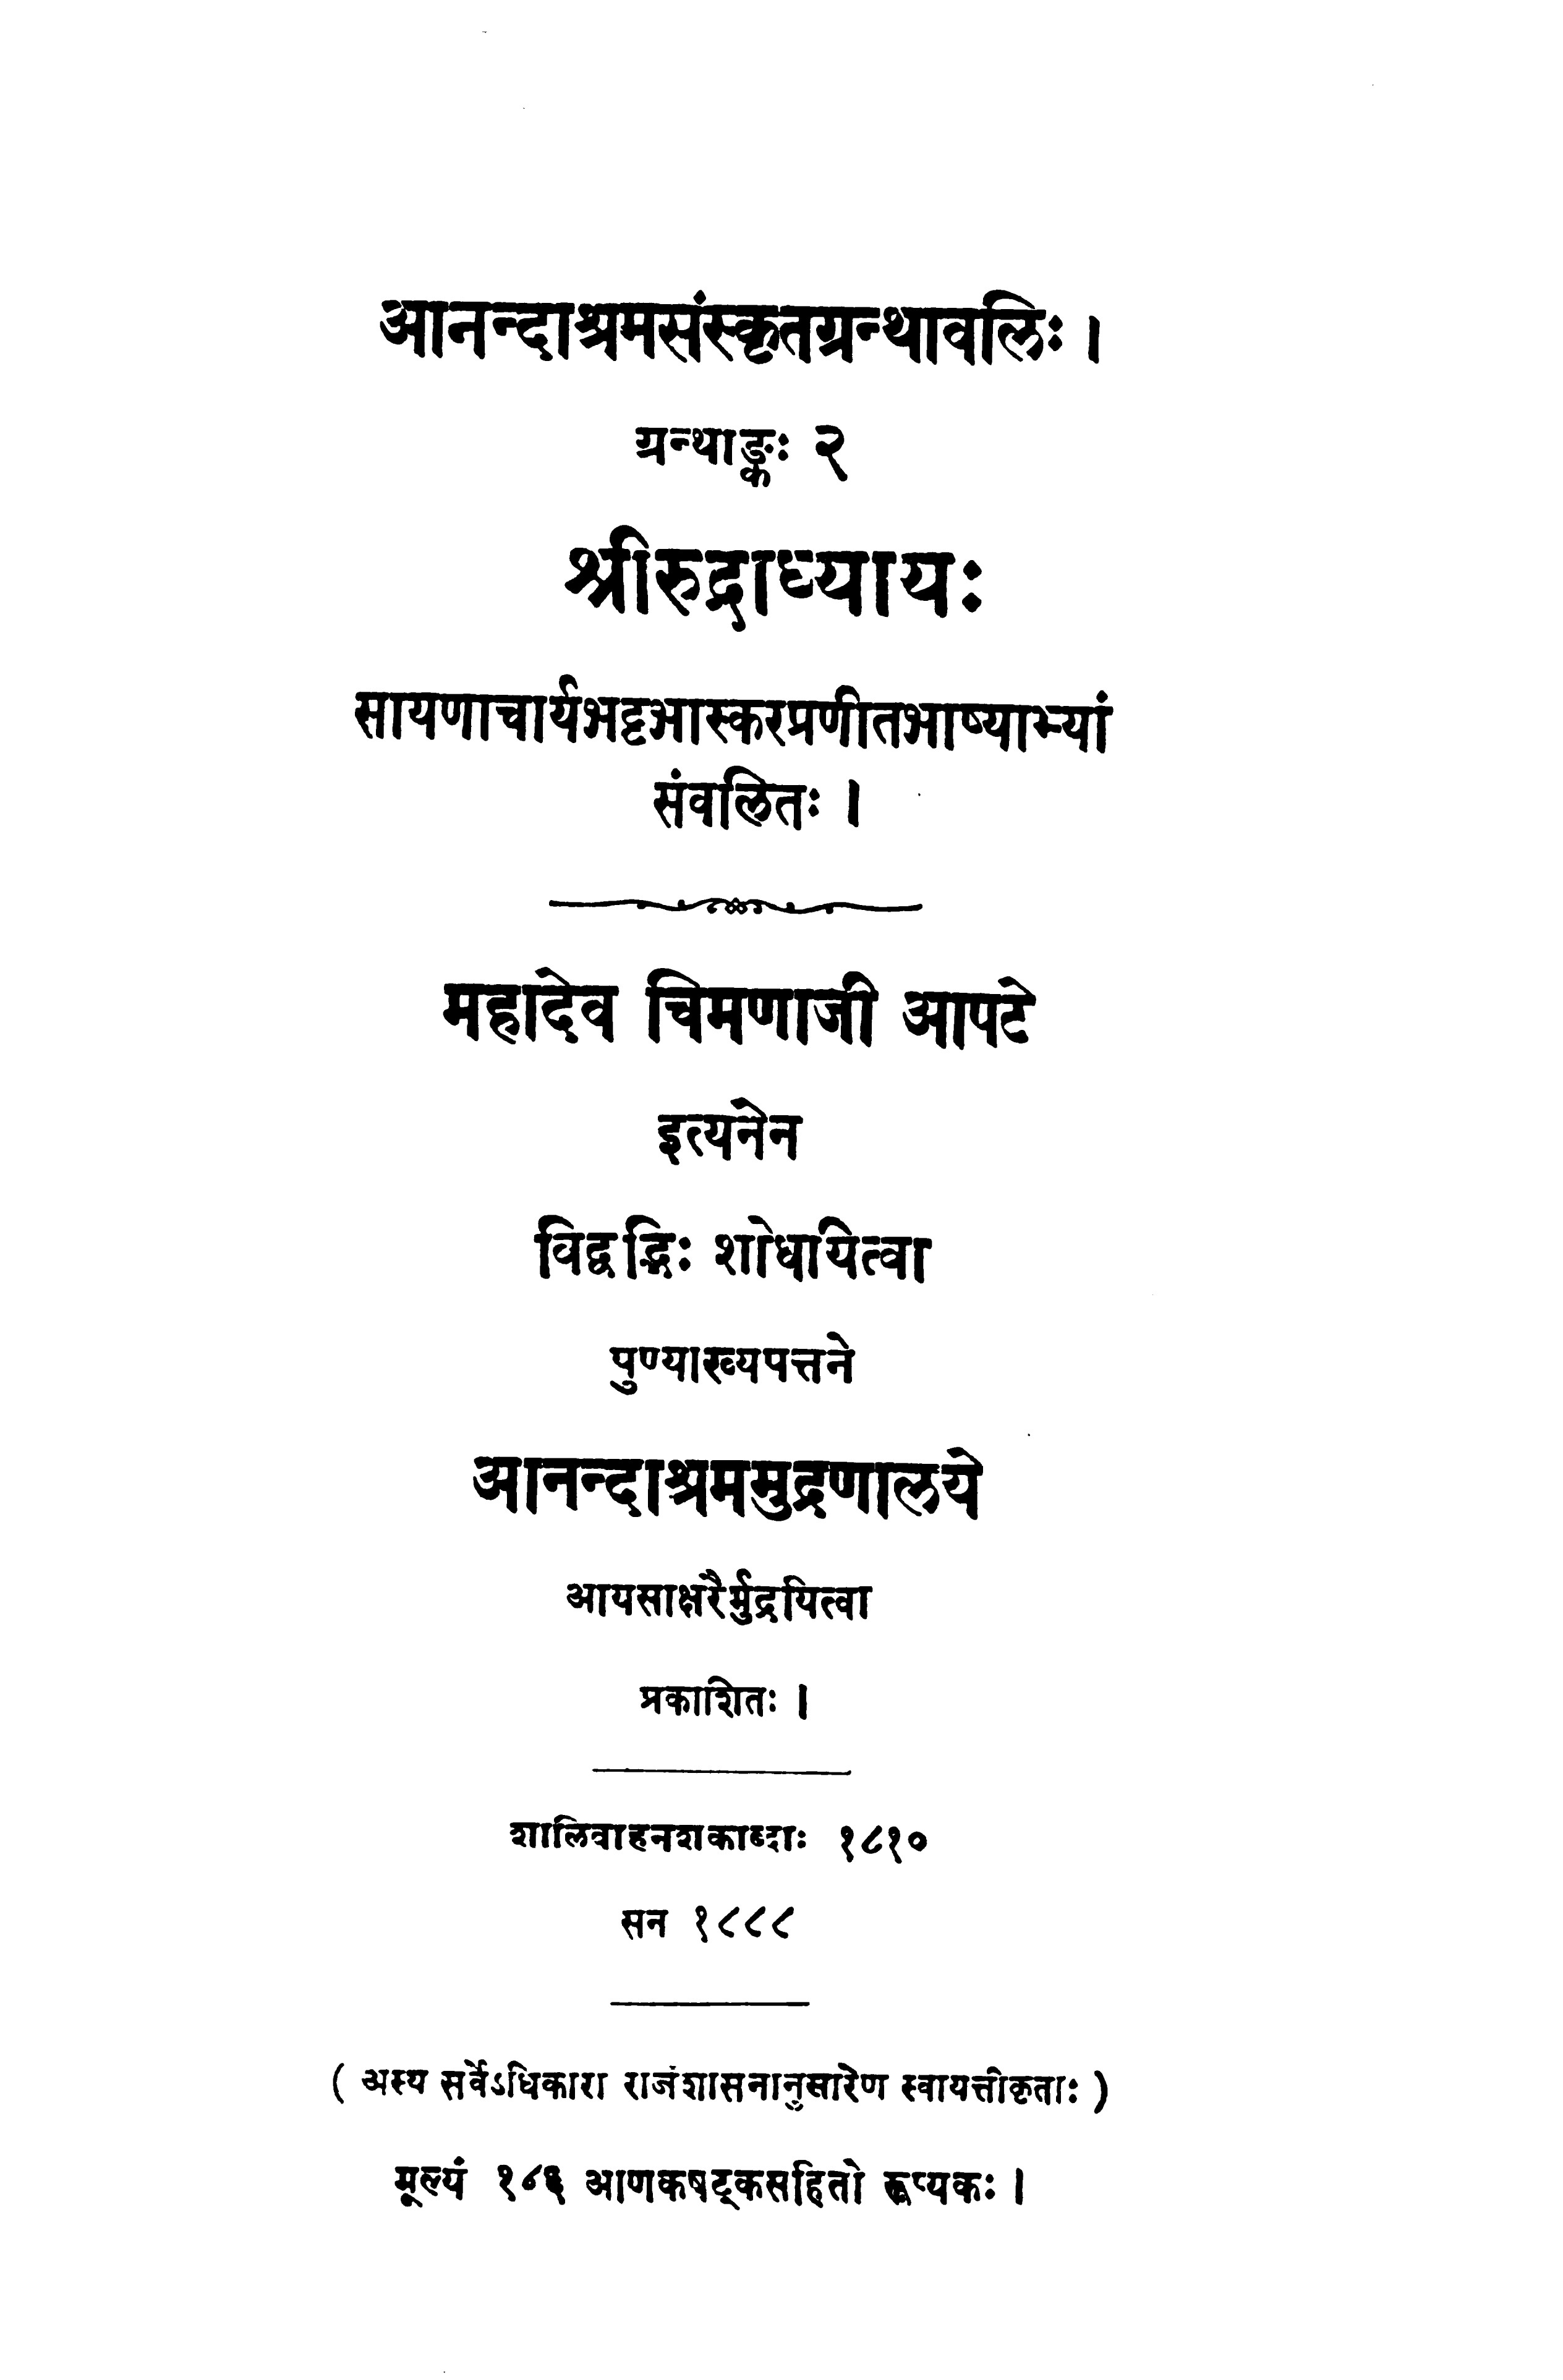 आनन्दाश्रमसंस्कृतग्रन्थावलिः ।
ग्रन्थाङ्कः २
श्रीरुद्राध्यायः
सायणाचार्यभट्टभास्करप्रणीतभाष्याभ्यां
संवलितः ।
महादेव चिमणाजी आपटे
इत्यनेन
विद्वद्भिः शोधयित्वा
पुण्याख्यपत्तने
आनन्दाश्रममुद्रणालये
आयसाक्षरैर्मुद्रयित्वा
प्रकाशितः ।
शालिवाहनशकाब्दाः १८१०
सन १८८८
( अस्य सर्वेऽधिकारा राजशासनानुसारेण स्वायत्तीकृताः )
मूल्यं १८६ आणकषट्कसहितो रूप्यकः ।